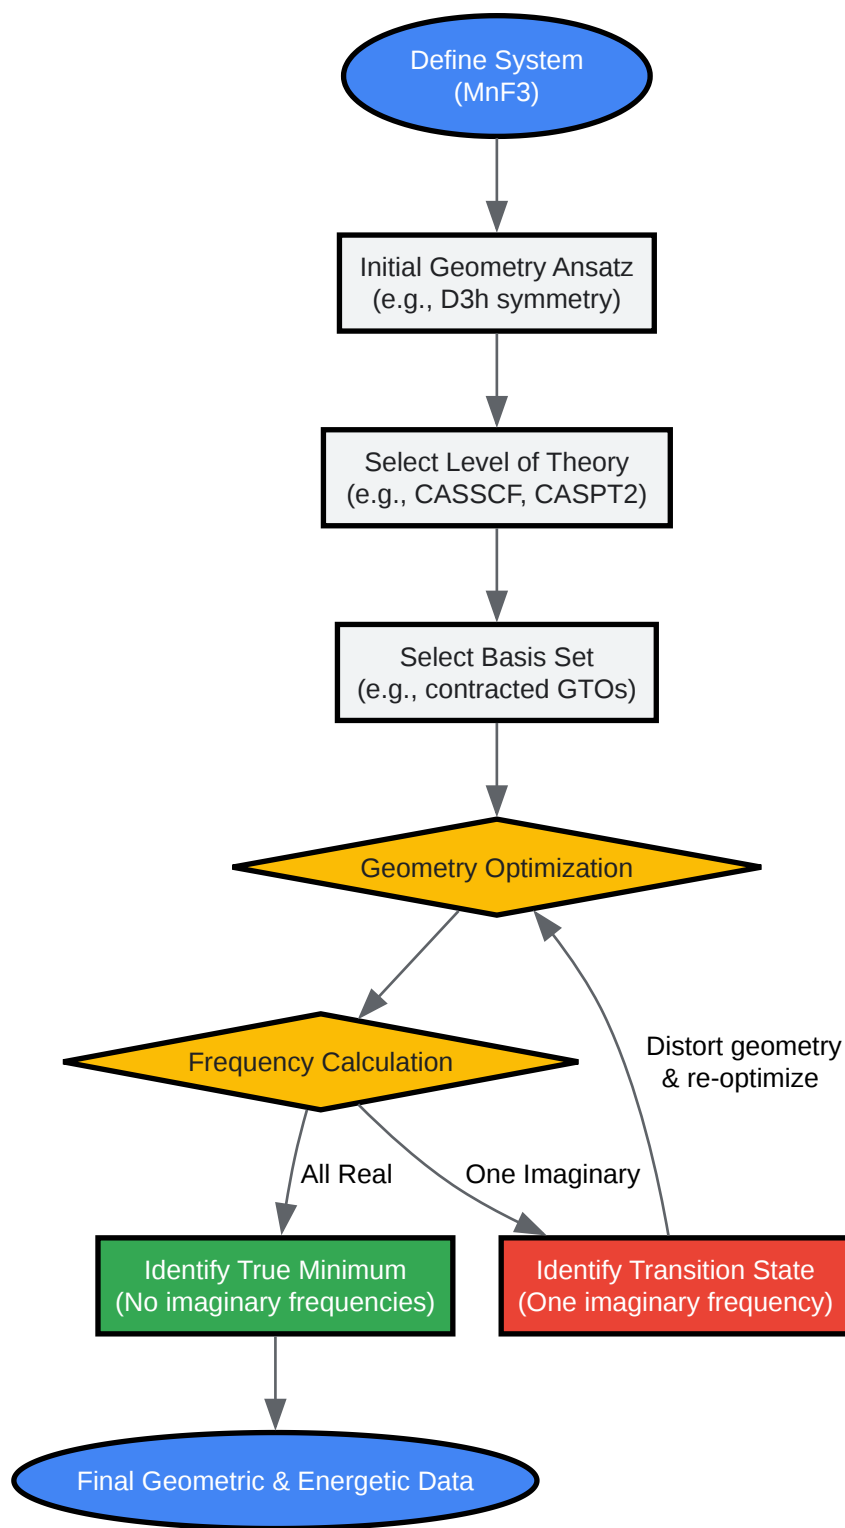 Define System
(MnF3)
Initial Geometry Ansatz
(e.g., D3h symmetry)
Select Level of Theory
(e.g., CASSCF, CASPT2)
Select Basis Set
(e.g., contracted GTOs)
Geometry Optimization
Frequency Calculation
Distort geometry
& re-optimize
All Real
One Imaginary
Identify True Minimum
(No imaginary frequencies)
Identify Transition State
(One imaginary frequency)
Final Geometric & Energetic Data